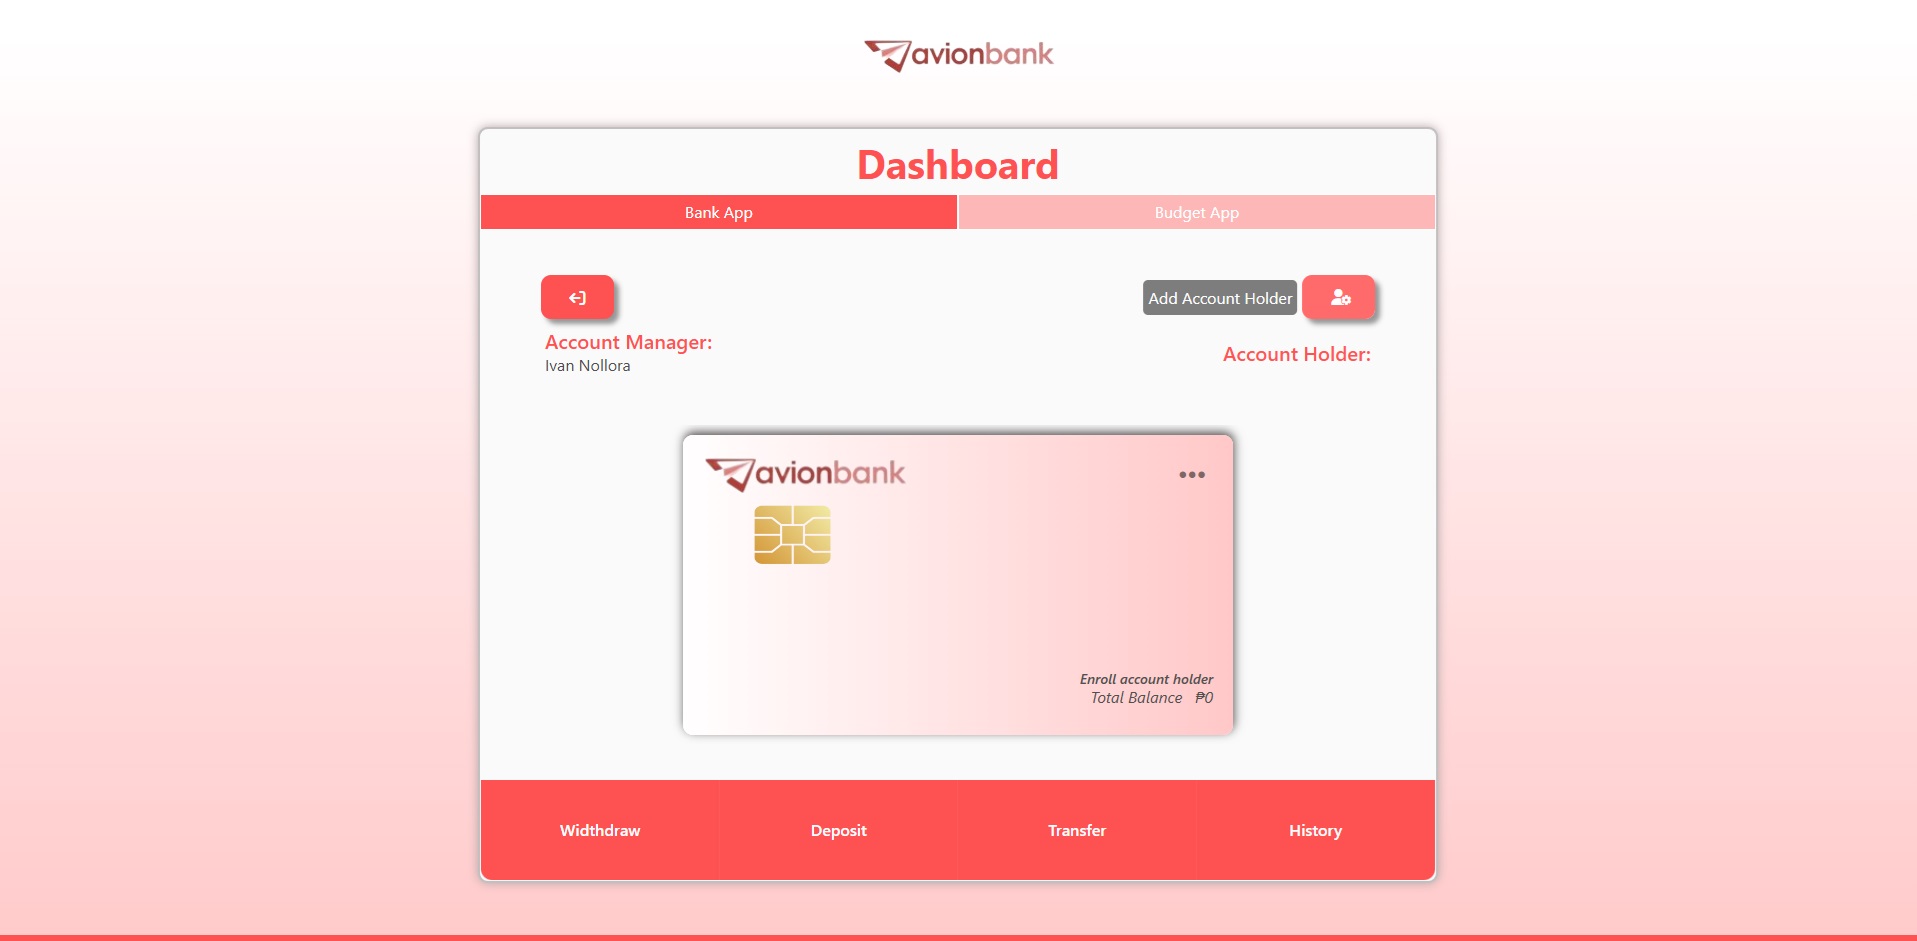 avionbank
Dashboard
Bank App
Budget App
Add Account Holder
Account Manager:
Ivan Nollora
Account Holder:
avionbank
Enroll account holder
Total Balance ₱0
Widthdraw
Deposit
Transfer
History